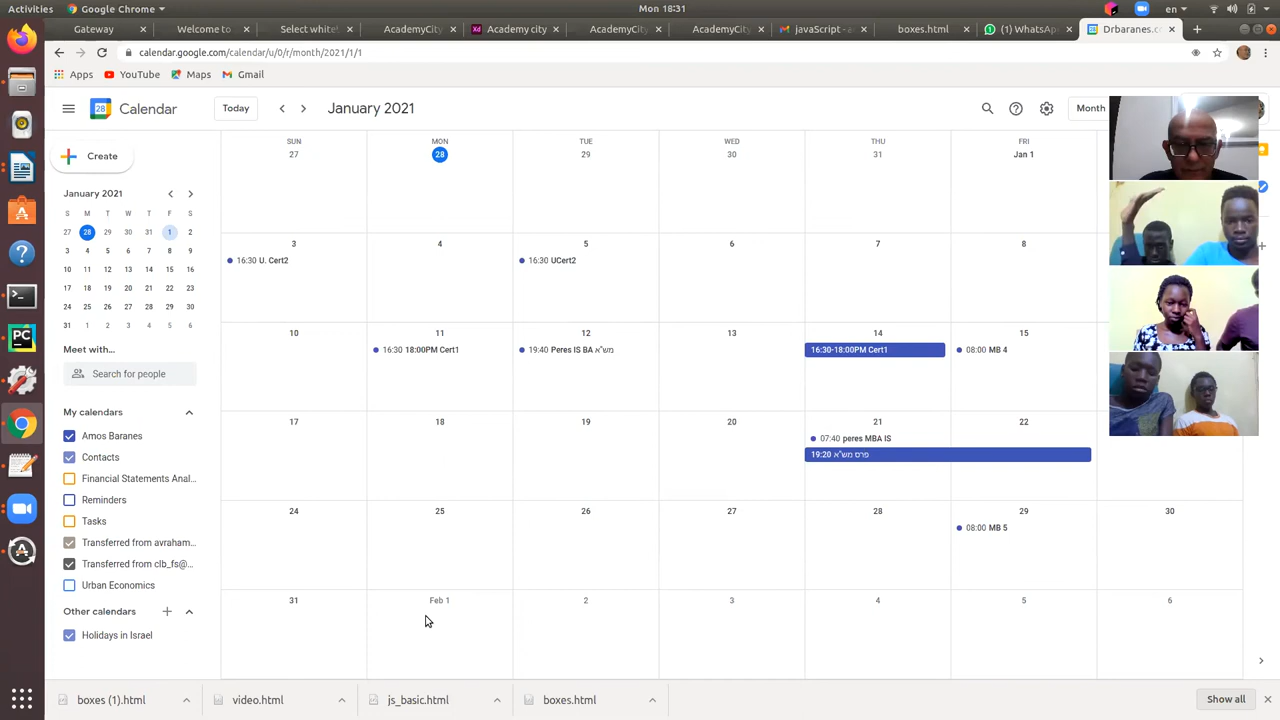 Activities Google Chrome Mon 18:31 en
Gateway Welcome to Select white AcademyCity Academy city AcademyCity AcademyCity JavaScript boxes.html (1) WhatsApp Drbaranes.c
calendar.google.com/calendar/u/0/r/month/2021/1/1
Apps YouTube Maps Gmail
28 Calendar Today January 2021 Month
Create
January 2021
S M T W T F S
27 28 29 30 31 1 2
3 4 5 6 7 8 9
10 11 12 13 14 15 16
17 18 19 20 21 22 23
24 25 26 27 28 29 30
31 1 2 3 4 5 6
Meet with...
Search for people
My calendars
Amos Baranes
Contacts
Financial Statements Anal...
Reminders
Tasks
Transferred from avraham...
Transferred from clb_fs@...
Urban Economics
Other calendars
Holidays in Israel
SUN MON TUE WED THU FRI
27 28 29 30 31 Jan 1
3 4 5 6 7 8
16:30 U. Cert2 16:30 UCert2
10 11 12 13 14 15
16:30 18:00PM Cert1 19:40 Peres IS BA מש"א 16:30-18:00PM Cert1 08:00 MB 4
17 18 19 20 21 22
07:40 peres MBA IS
19:20 פרס מש"א
24 25 26 27 28 29 30
08:00 MB 5
31 Feb 1 2 3 4 5 6
boxes (1).html video.html js_basic.html boxes.html Show all